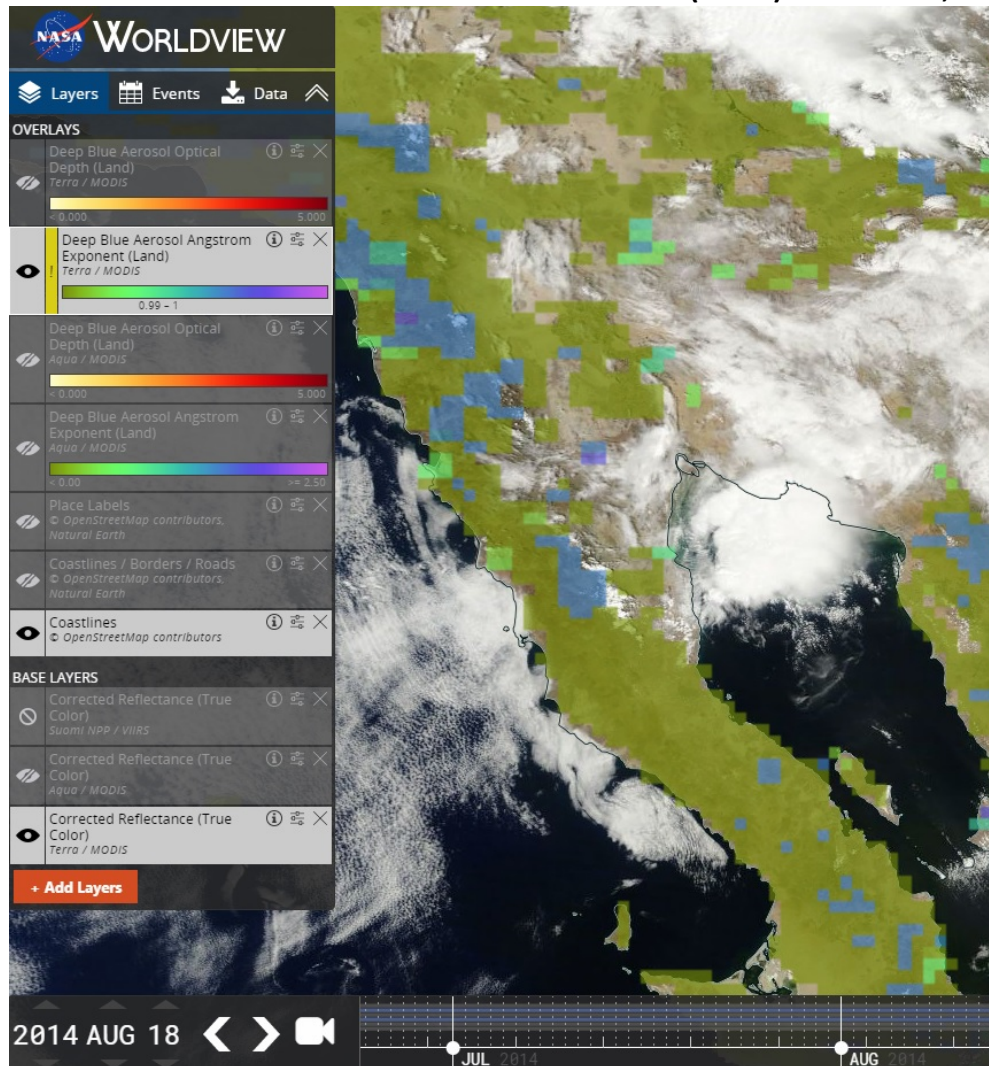 NASA WORLDVIEW
Layers Events Data
OVERLAYS
Deep Blue Aerosol Optical
Depth (Land)
Terra / MODIS
< 0.000 5.000
Deep Blue Aerosol Angstrom
Exponent (Land)
Terra / MODIS
0.99 – 1
Deep Blue Aerosol Optical
Depth (Land)
Aqua / MODIS
< 0.000 5.000
Deep Blue Aerosol Angstrom
Exponent (Land)
Aqua / MODIS
< 0.00 >= 2.50
Place Labels
© OpenStreetMap contributors,
Natural Earth
Coastlines / Borders / Roads
© OpenStreetMap contributors,
Natural Earth
Coastlines
© OpenStreetMap contributors
BASE LAYERS
Corrected Reflectance (True
Color)
Suomi NPP / VIIRS
Corrected Reflectance (True
Color)
Aqua / MODIS
Corrected Reflectance (True
Color)
Terra / MODIS
+ Add Layers
2014 AUG 18
JUL 2014 AUG 2014